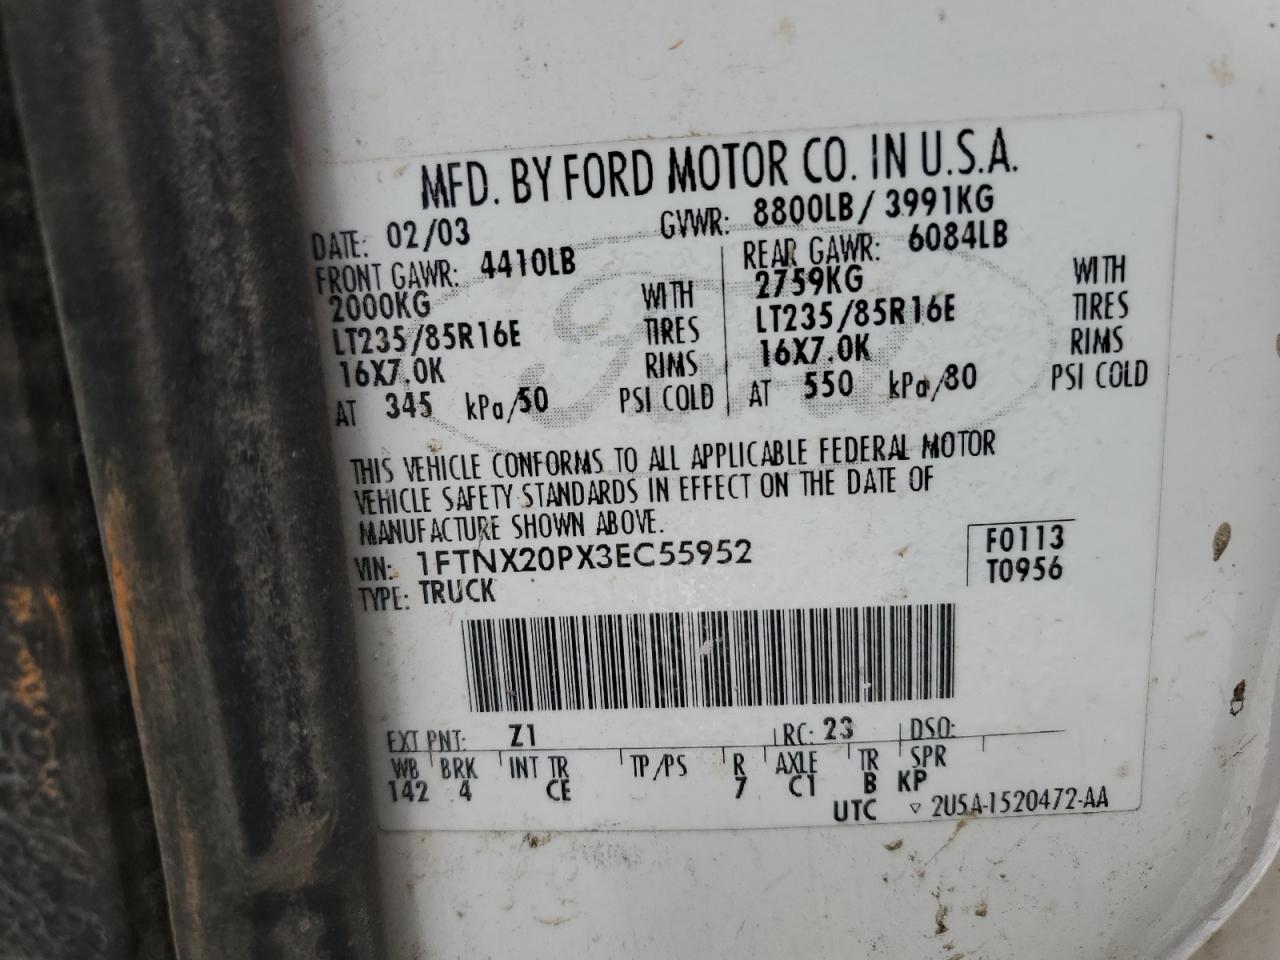 MFD. BY FORD MOTOR CO. IN U.S.A.
DATE: 02/03 GVWR: 8800LB / 3991KG
FRONT GAWR: 4410LB REAR GAWR: 6084LB
2000KG WITH 2759KG WITH
LT235/85R16E TIRES LT235/85R16E TIRES
16X7.0K RIMS 16X7.0K RIMS
AT 345 kPa/50 PSI COLD AT 550 kPa/80 PSI COLD
THIS VEHICLE CONFORMS TO ALL APPLICABLE FEDERAL MOTOR
VEHICLE SAFETY STANDARDS IN EFFECT ON THE DATE OF
MANUFACTURE SHOWN ABOVE.
VIN: 1FTNX20PX3EC55952 F0113
TYPE: TRUCK T0956
EXT PNT: Z1 RC: 23 DSO:
WB BRK INT TR TP/PS R AXLE TR SPR
142 4 CE 7 C1 B KP
UTC ▽ 2U5A-1520472-AA
Ford